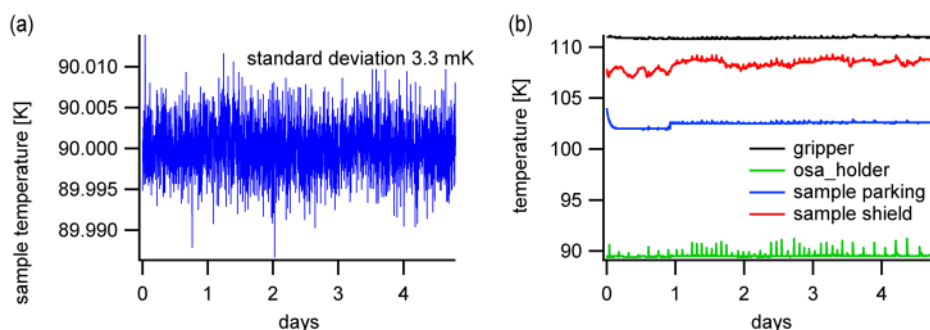 (a)
standard deviation 3.3 mK
sample temperature [K]
90.010
90.005
90.000
89.995
89.990
0
1
2
3
4
days
(b)
temperature [K]
110
105
100
95
90
gripper
osa_holder
sample parking
sample shield
0
1
2
3
4
days